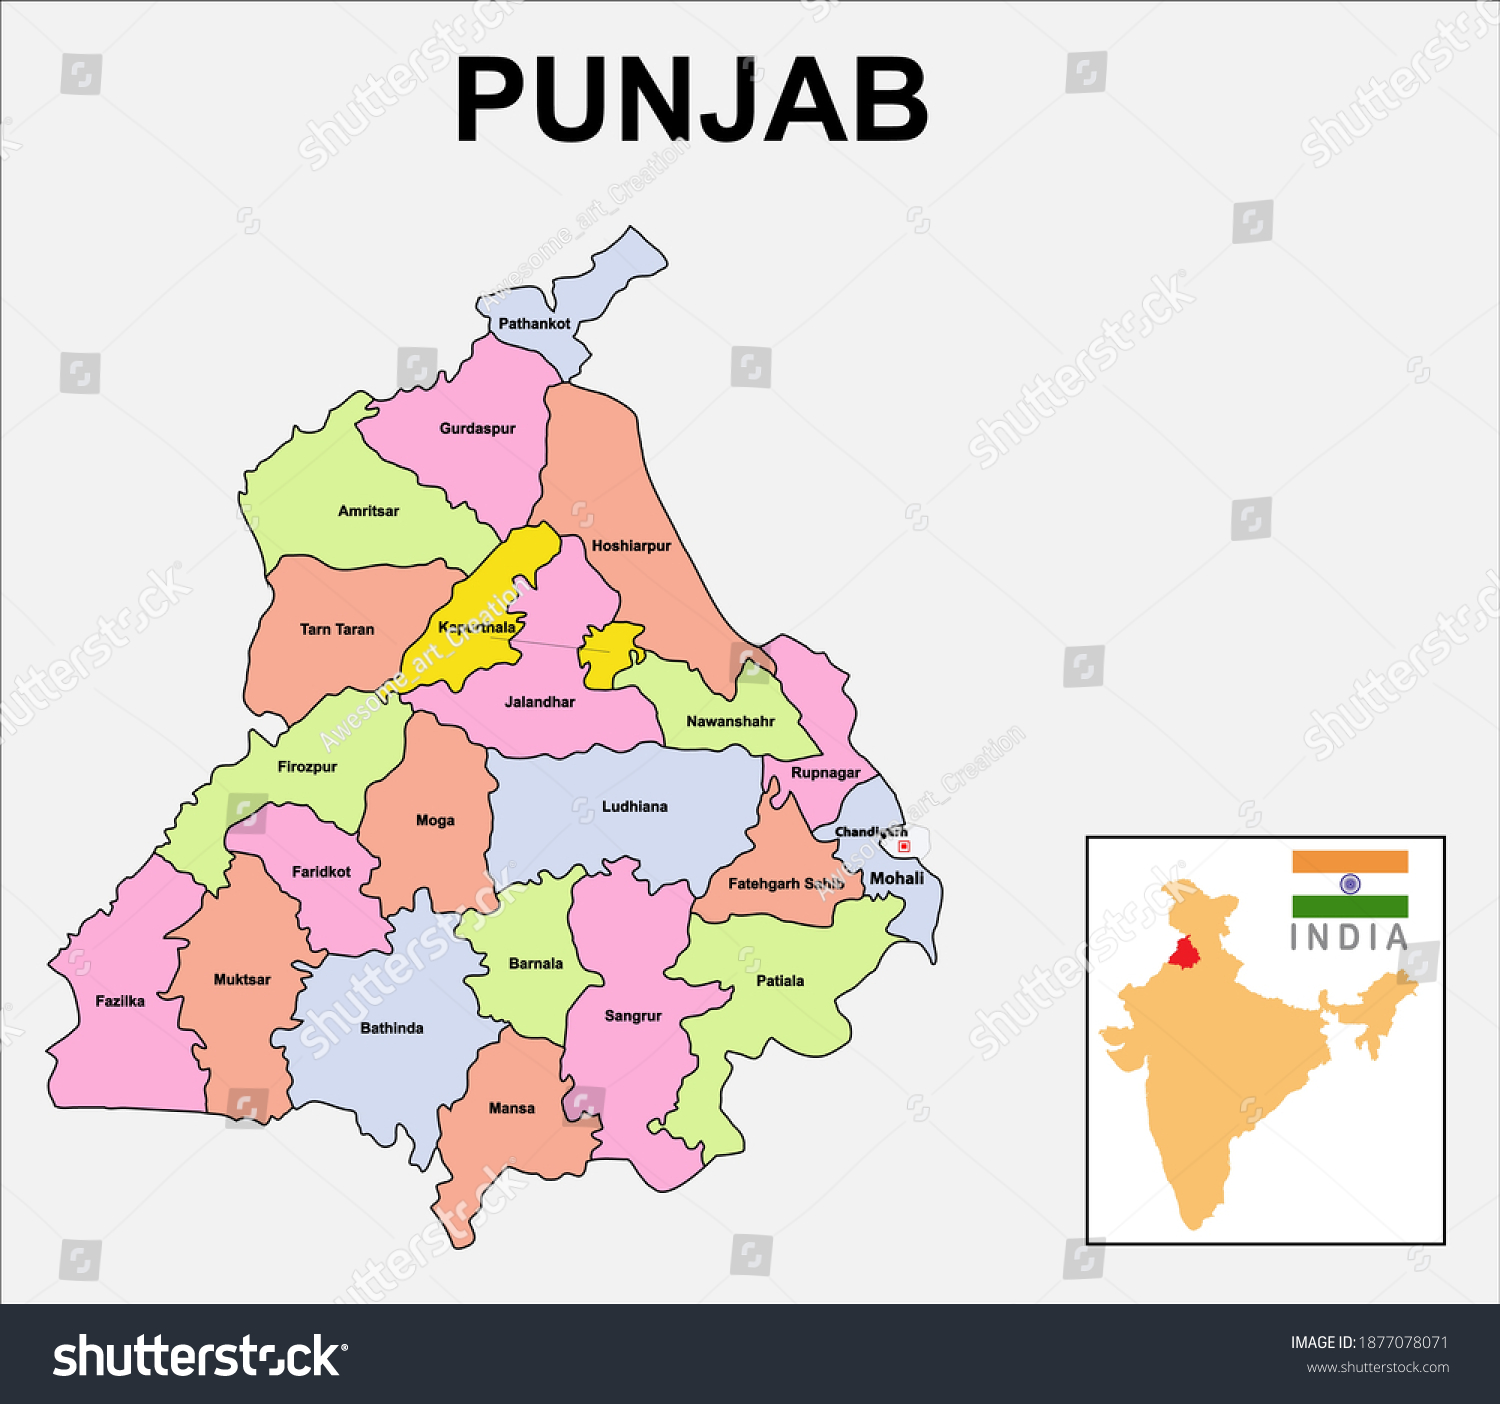 PUNJAB
Pathankot
Gurdaspur
Amritsar
Hoshiarpur
Tarn Taran
Kapurthala
Jalandhar
Nawanshahr
Firozpur
Rupnagar
Moga
Ludhiana
Chandigarh
Faridkot
Fatehgarh Sahib
Mohali
Barnala
Muktsar
Patiala
Fazilka
Sangrur
Bathinda
Mansa
INDIA
shutterstock
Awesome_art_Creation
shutterstock®
IMAGE ID: 1877078071
www.shutterstock.com